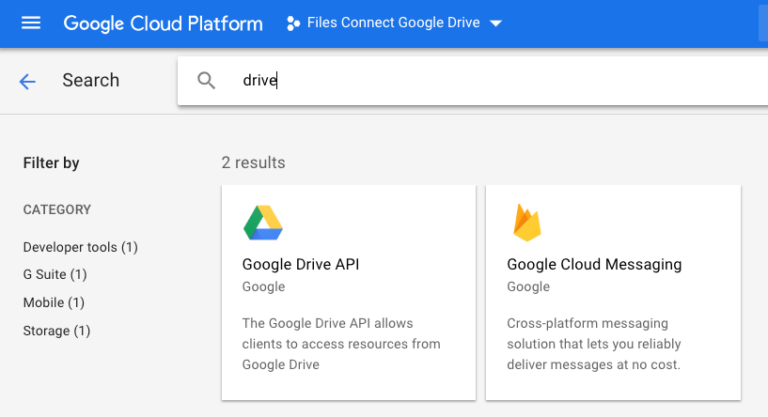 Google Cloud Platform
Files Connect Google Drive
Search
drive
Filter by
2 results
CATEGORY
Developer tools (1)
G Suite (1)
Mobile (1)
Storage (1)
Google Drive API
Google
The Google Drive API allows
clients to access resources from
Google Drive
Google Cloud Messaging
Google
Cross-platform messaging
solution that lets you reliably
deliver messages at no cost.